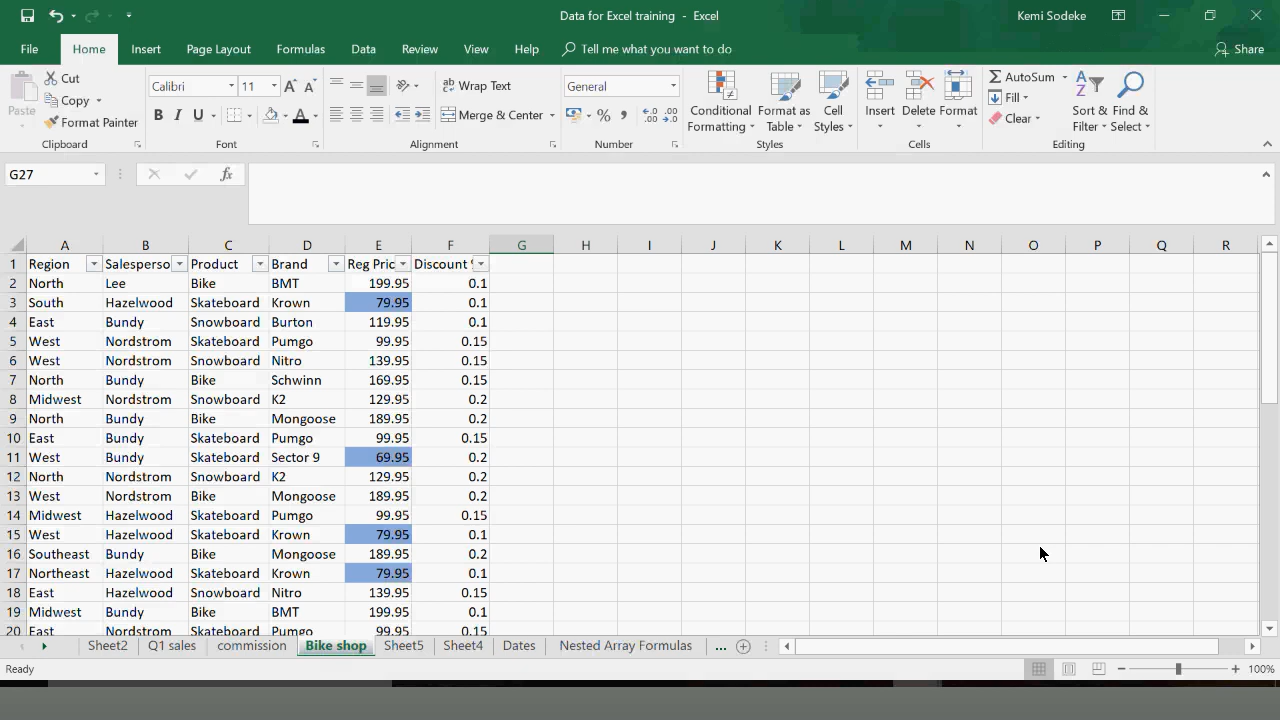 Data for Excel training - Excel
Kemi Sodeke
File Home Insert Page Layout Formulas Data Review View Help Tell me what you want to do Share
Paste
Cut
Copy
Format Painter
Clipboard
Calibri 11
B I U
Font
Wrap Text
Merge & Center
Alignment
General
Number
Conditional Formatting
Format as Table
Cell Styles
Styles
Insert Delete Format
Cells
AutoSum
Fill
Clear
Sort & Filter
Find & Select
Editing
G27
fx
A B C D E F G H I J K L M N O P Q R
1 Region Salesperso Product Brand Reg Pric Discount
2 North Lee Bike BMT 199.95 0.1
3 South Hazelwood Skateboard Krown 79.95 0.1
4 East Bundy Snowboard Burton 119.95 0.1
5 West Nordstrom Skateboard Pumgo 99.95 0.15
6 West Nordstrom Snowboard Nitro 139.95 0.15
7 North Bundy Bike Schwinn 169.95 0.15
8 Midwest Nordstrom Snowboard K2 129.95 0.2
9 North Bundy Bike Mongoose 189.95 0.2
10 East Bundy Skateboard Pumgo 99.95 0.15
11 West Bundy Skateboard Sector 9 69.95 0.2
12 North Nordstrom Snowboard K2 129.95 0.2
13 West Nordstrom Bike Mongoose 189.95 0.2
14 Midwest Hazelwood Skateboard Pumgo 99.95 0.15
15 West Hazelwood Skateboard Krown 79.95 0.1
16 Southeast Bundy Bike Mongoose 189.95 0.2
17 Northeast Hazelwood Skateboard Krown 79.95 0.1
18 East Hazelwood Snowboard Nitro 139.95 0.15
19 Midwest Bundy Bike BMT 199.95 0.1
20 East Nordstrom Skateboard Pumgo 99.95 0.15
Sheet2 Q1 sales commission Bike shop Sheet5 Sheet4 Dates Nested Array Formulas ...
Ready
100%